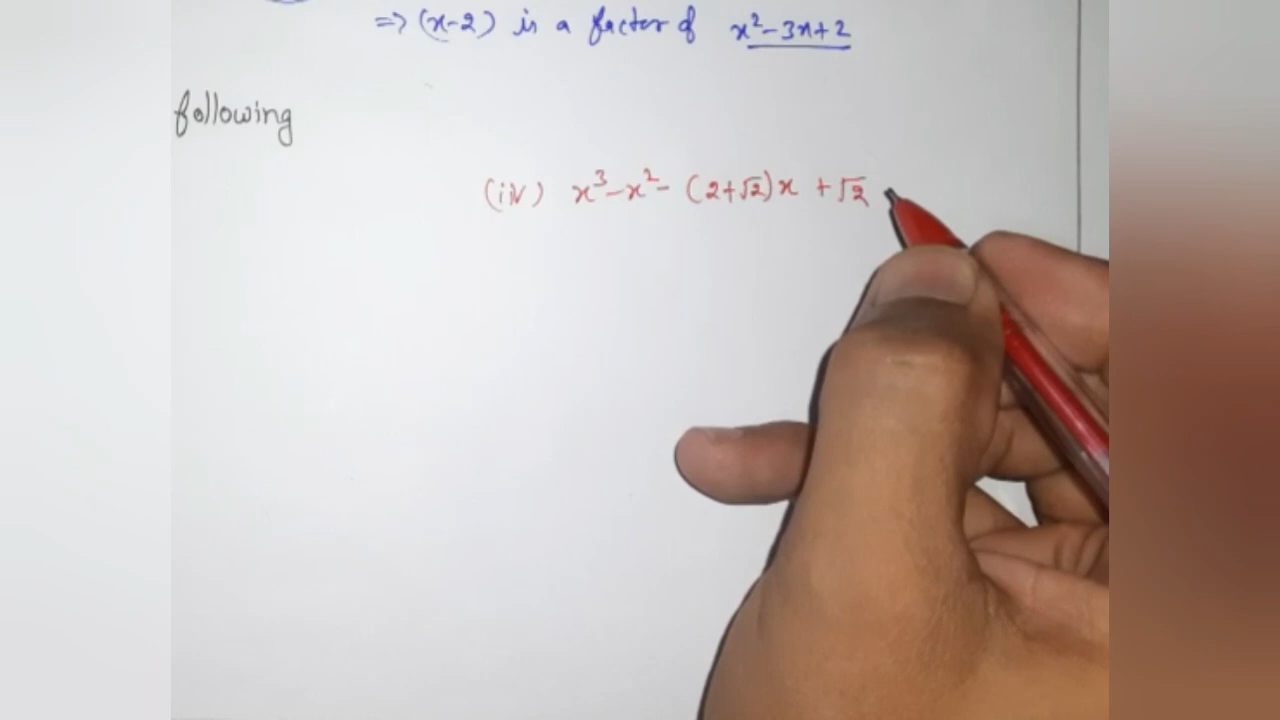 => (x-2) is a factor of x²-3x+2
following
(iv) x³-x²- (2+√2)x +√2